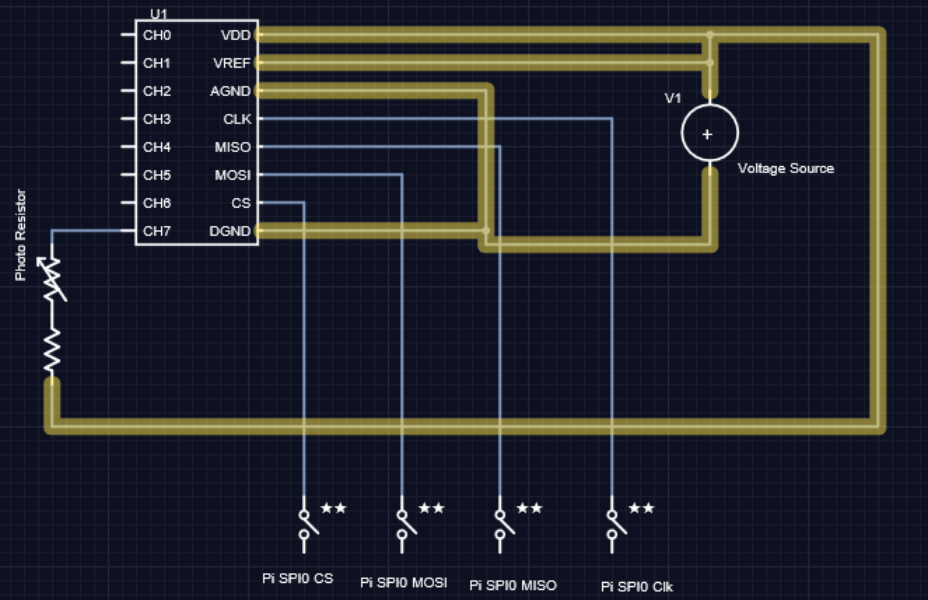 U1
CH0 VDD
CH1 VREF
CH2 AGND
CH3 CLK
CH4 MISO
CH5 MOSI
CH6 CS
CH7 DGND
V1
+
Voltage Source
Photo Resistor
★★ ★★ ★★ ★★
Pi SPI0 CS Pi SPI0 MOSI Pi SPI0 MISO Pi SPI0 Clk